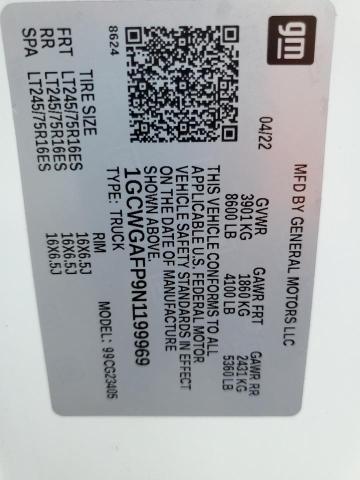 gm
MFD BY GENERAL MOTORS LLC
04/22
GVWR GAWR FRT GAWR RR
3901 KG 1860 KG 2431 KG
8600 LB 4100 LB 5360 LB
THIS VEHICLE CONFORMS TO ALL
APPLICABLE U.S. FEDERAL MOTOR
VEHICLE SAFETY STANDARDS IN EFFECT
ON THE DATE OF MANUFACTURE
SHOWN ABOVE.
1GCWGAFP9N1199969
TYPE: TRUCK MODEL: 99CG23405
8624
TIRE SIZE RIM
FRT LT245/75R16ES 16X6.5J
RR LT245/75R16ES 16X6.5J
SPA LT245/75R16ES 16X6.5J